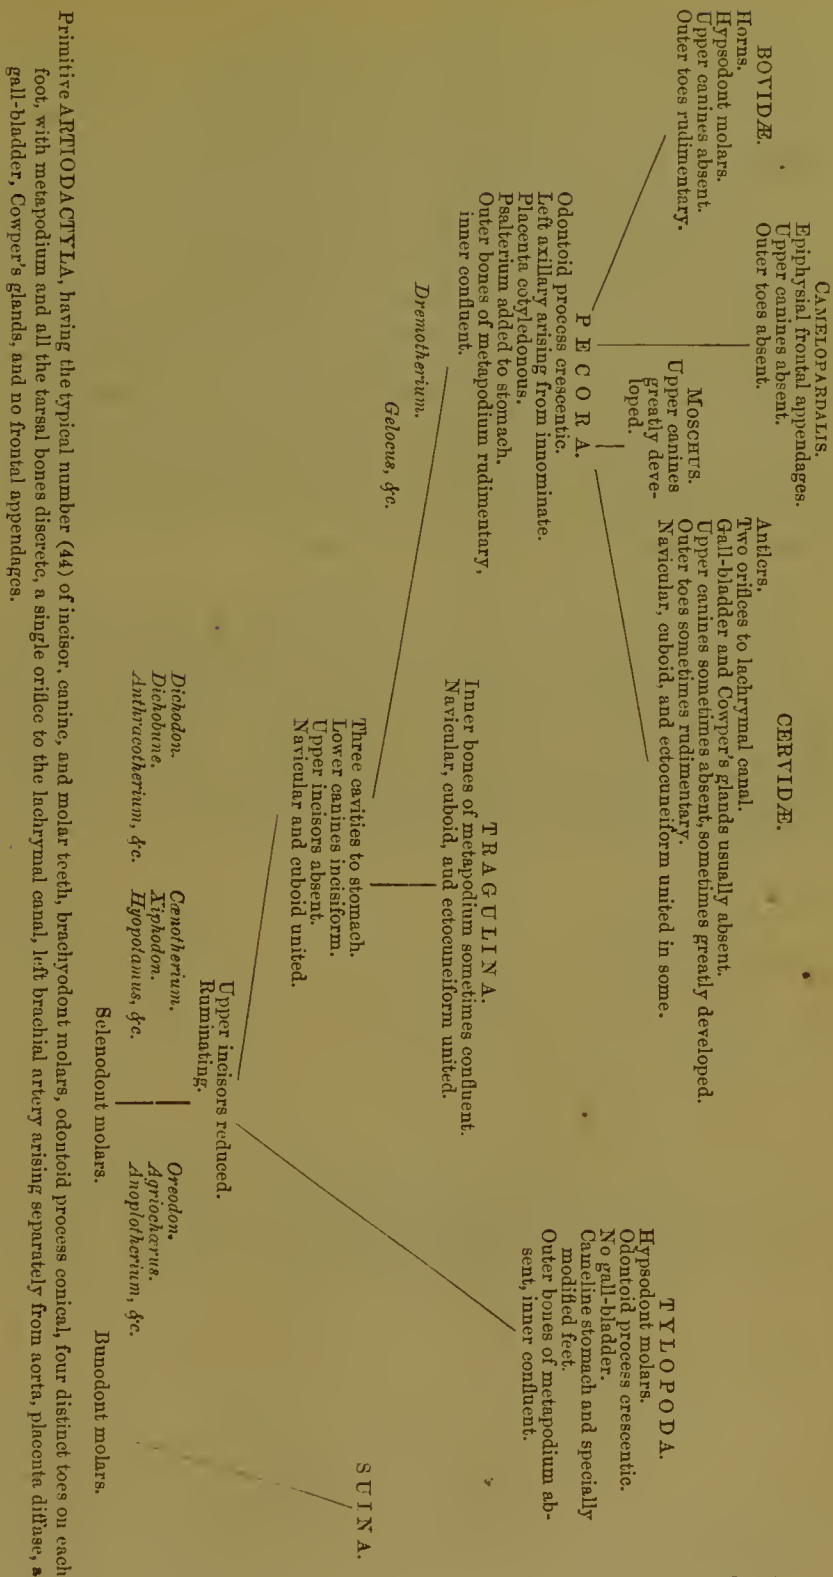 BOVIDÆ.
Horns.
Hypsodont molars.
Upper canines absent.
Outer toes rudimentary.
CAMELOPARDALIS.
Epiphysial frontal appendages.
Upper canines absent.
Outer toes absent.
MOSCHUS.
Upper canines
greatly deve-
loped.
CERVIDÆ.
Antlers.
Two orifices to lachrymal canal.
Gall-bladder and Cowper's glands usually absent.
Upper canines sometimes absent, sometimes greatly developed.
Outer toes sometimes rudimentary.
Navicular, cuboid, and ectocuneiform united in some.
PECORA.
Odontoid process crescentic.
Left axillary arising from innominate.
Placenta cotyledonous.
Psalterium added to stomach.
Outer bones of metapodium rudimentary,
inner confluent.
TRAGULINA.
Inner bones of metapodium sometimes confluent.
Navicular, cuboid, and ectocuneiform united.
TYLOPODA.
Hypsodont molars.
Odontoid process crescentic.
No gall-bladder.
Cameline stomach and specially
modified feet.
Outer bones of metapodium ab-
sent, inner confluent.
Dremotherium.
Gelocus, &c.
Three cavities to stomach.
Lower canines incisiform.
Upper incisors absent.
Navicular and cuboid united.
SUINA.
Upper incisors reduced.
Ruminating.
Dichodon.
Dichobune.
Anthracotherium, &c.
Cænotherium.
Xiphodon.
Hyopotamus, &c.
Oreodon.
Agriochœrus.
Anoplotherium, &c.
Selenodont molars.
Bunodont molars.
Primitive ARTIODACTYLA, having the typical number (44) of incisor, canine, and molar teeth, brachyodont molars, odontoid process conical, four distinct toes on each
foot, with metapodium and all the tarsal bones discrete, a single orifice to the lachrymal canal, left brachial artery arising separately from aorta, placenta diffuse, a
gall-bladder, Cowper's glands, and no frontal appendages.